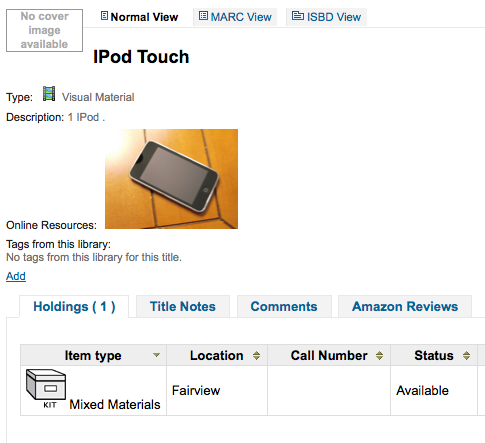 No cover
image
available
Normal View
MARC View
ISBD View
IPod Touch
Type: Visual Material
Description: 1 IPod .
Online Resources:
Tags from this library:
No tags from this library for this title.
Add
Holdings ( 1 )
Title Notes
Comments
Amazon Reviews
Item type Location Call Number Status
KIT Mixed Materials Fairview Available